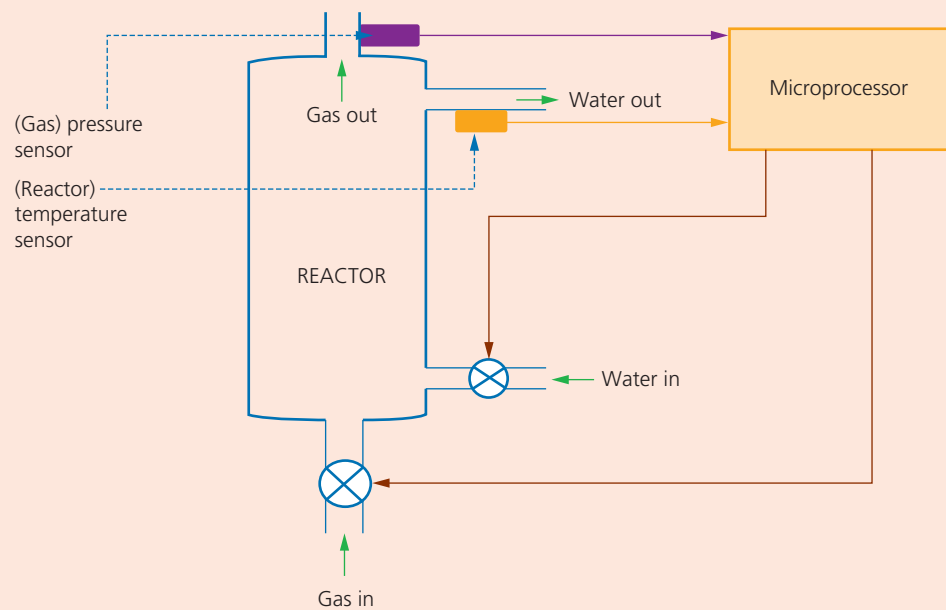 Gas out
Water out
Microprocessor
(Gas) pressure
sensor
(Reactor)
temperature
sensor
REACTOR
Water in
Gas in